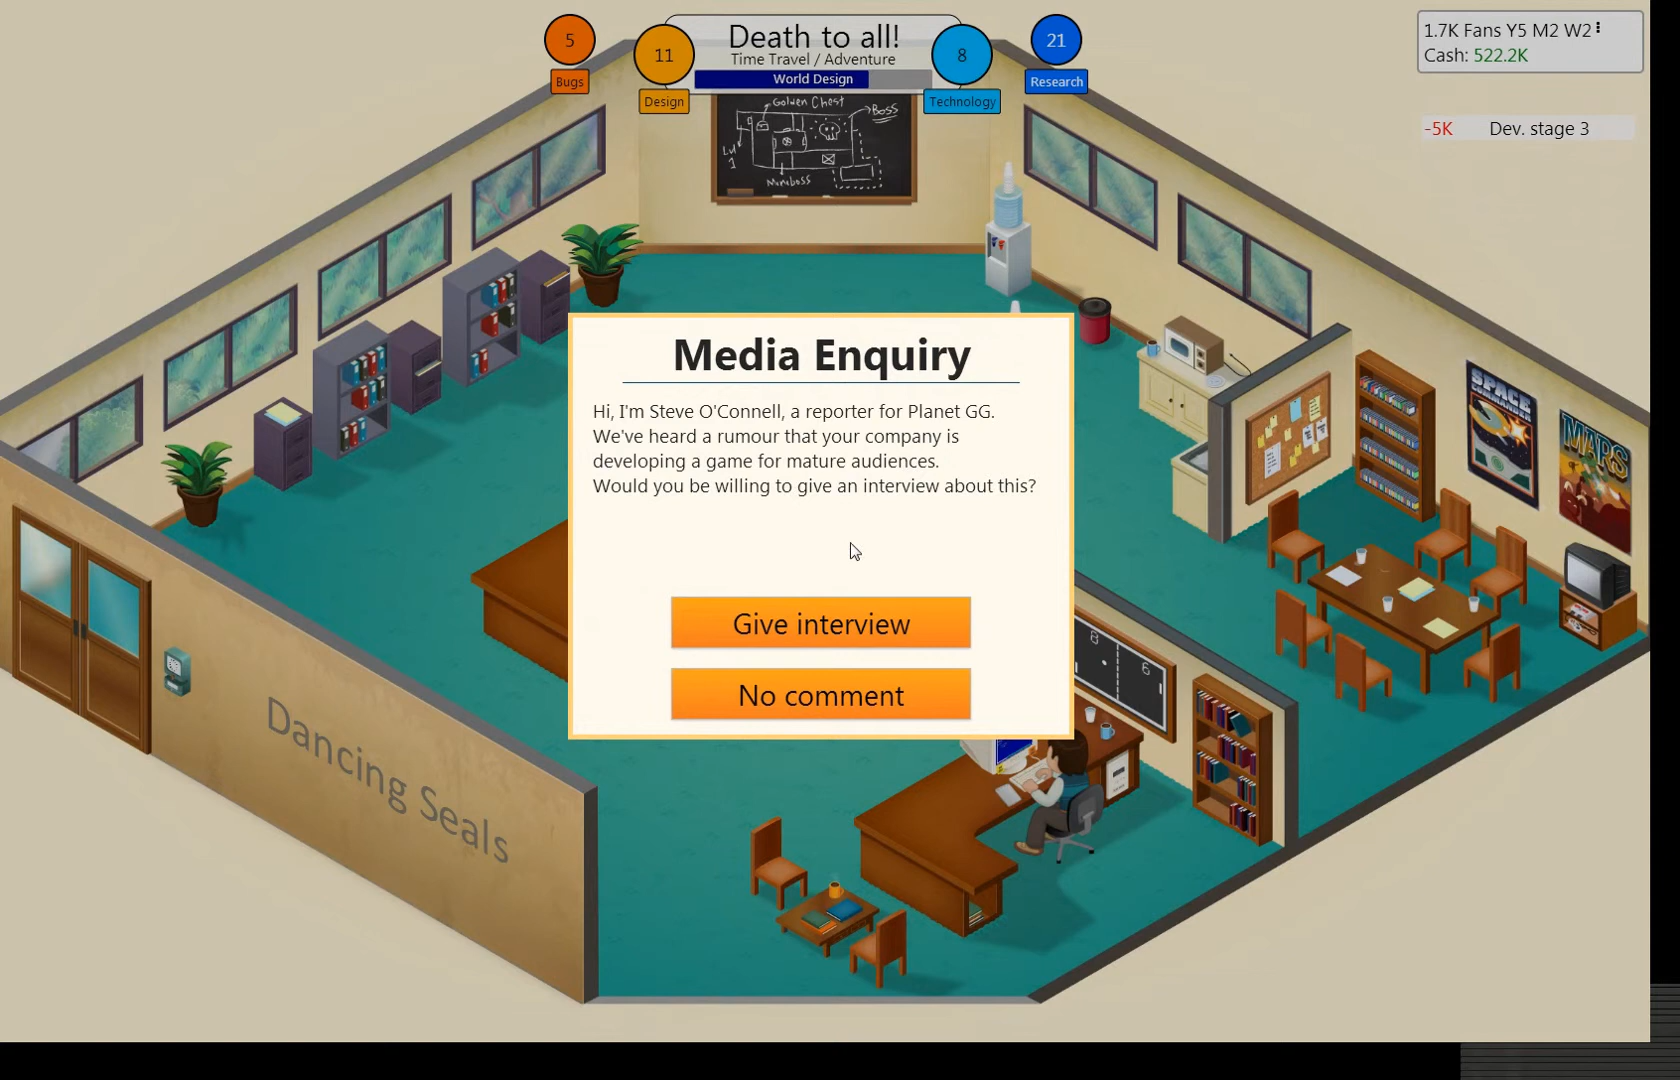 Death to all!
Time Travel / Adventure
World Design
5
Bugs
11
Design
8
Technology
21
Research
1.7K Fans Y5 M2 W2
Cash: 522.2K
-5K Dev. stage 3
Golden Chest
Boss
Lvl
1
Miniboss
Media Enquiry
Hi, I'm Steve O'Connell, a reporter for Planet GG.
We've heard a rumour that your company is
developing a game for mature audiences.
Would you be willing to give an interview about this?
Give interview
No comment
SPACE
COMMANDER
MARS
8 6
Dancing Seals